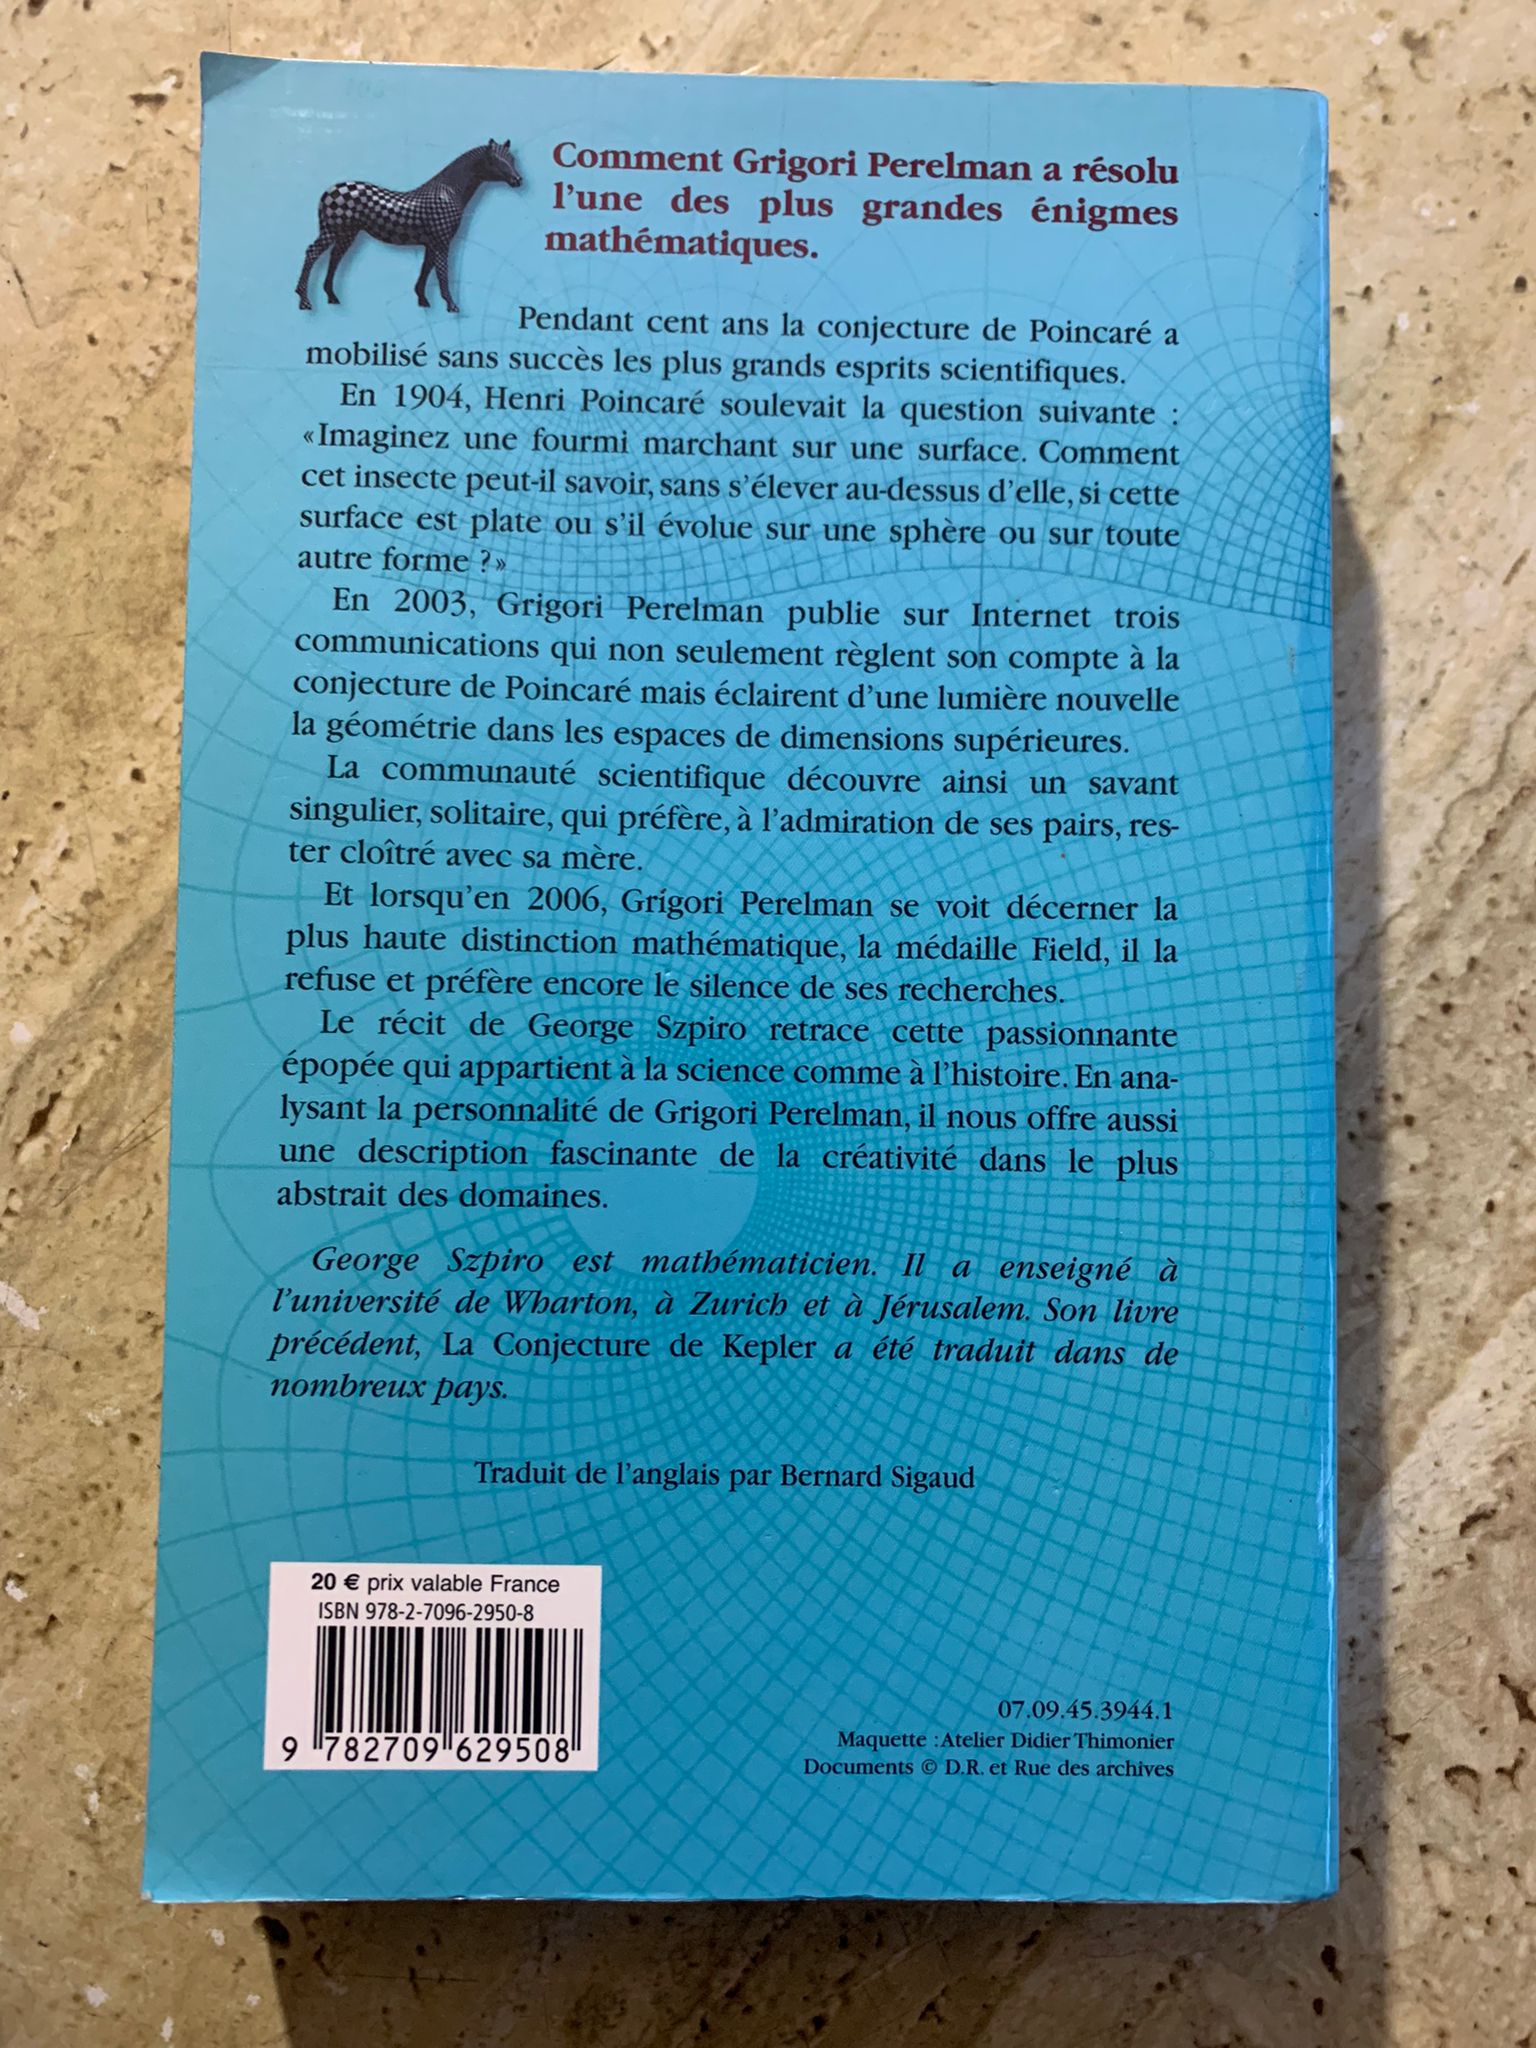 Comment Grigori Perelman a résolu
l'une des plus grandes énigmes
mathématiques.
Pendant cent ans la conjecture de Poincaré a
mobilisé sans succès les plus grands esprits scientifiques.
En 1904, Henri Poincaré soulevait la question suivante :
«Imaginez une fourmi marchant sur une surface. Comment
cet insecte peut-il savoir, sans s'élever au-dessus d'elle, si cette
surface est plate ou s'il évolue sur une sphère ou sur toute
autre forme ?»
En 2003, Grigori Perelman publie sur Internet trois
communications qui non seulement règlent son compte à la
conjecture de Poincaré mais éclairent d'une lumière nouvelle
la géométrie dans les espaces de dimensions supérieures.
La communauté scientifique découvre ainsi un savant
singulier, solitaire, qui préfère, à l'admiration de ses pairs, res-
ter cloîtré avec sa mère.
Et lorsqu'en 2006, Grigori Perelman se voit décerner la
plus haute distinction mathématique, la médaille Field, il la
refuse et préfère encore le silence de ses recherches.
Le récit de George Szpiro retrace cette passionnante
épopée qui appartient à la science comme à l'histoire. En ana-
lysant la personnalité de Grigori Perelman, il nous offre aussi
une description fascinante de la créativité dans le plus
abstrait des domaines.
George Szpiro est mathématicien. Il a enseigné à
l'université de Wharton, à Zurich et à Jérusalem. Son livre
précédent, La Conjecture de Kepler a été traduit dans de
nombreux pays.
Traduit de l'anglais par Bernard Sigaud
20 € prix valable France
ISBN 978-2-7096-2950-8
9 782709 629508
07.09.45.3944.1
Maquette : Atelier Didier Thimonier
Documents © D.R. et Rue des archives